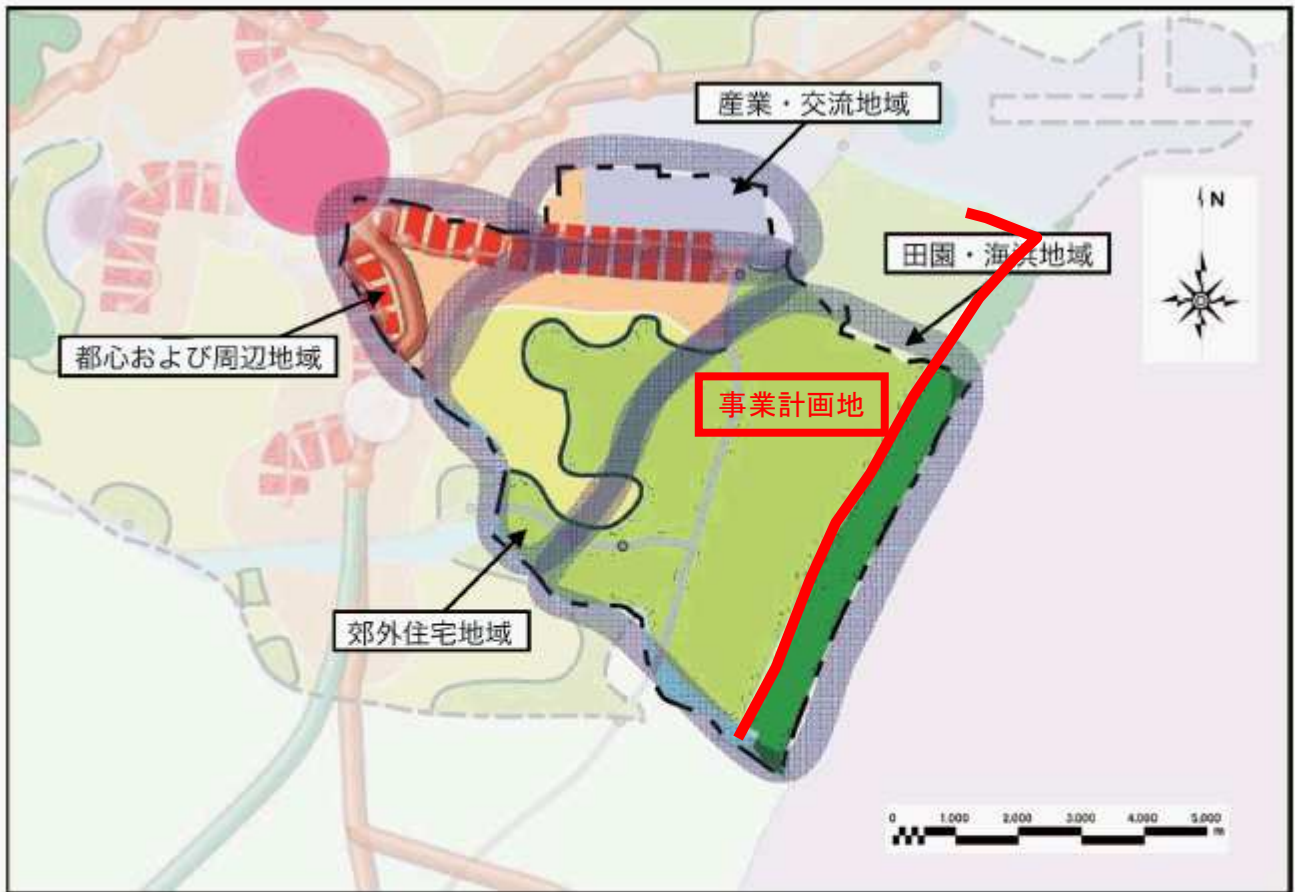 産業・交流地域
N
田園・海浜地域
都心および周辺地域
事業計画地
郊外住宅地域
0 1,000 2,000 3,000 4,000 5,000
m